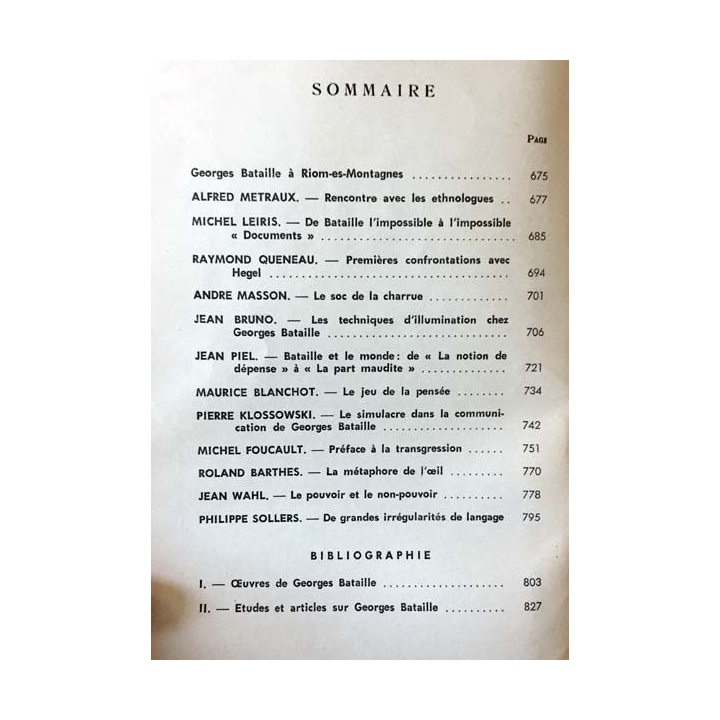 SOMMAIRE
PAGE
Georges Bataille à Riom-es-Montagnes ................ 675
ALFRED METRAUX. — Rencontre avec les ethnologues .. 677
MICHEL LEIRIS. — De Bataille l'impossible à l'impossible
« Documents » ............................... 685
RAYMOND QUENEAU. — Premières confrontations avec
Hegel ...................................... 694
ANDRE MASSON. — Le soc de la charrue ............. 701
JEAN BRUNO. — Les techniques d'illumination chez
Georges Bataille ............................. 706
JEAN PIEL. — Bataille et le monde : de « La notion de
dépense » à « La part maudite » .............. 721
MAURICE BLANCHOT. — Le jeu de la pensée ........ 734
PIERRE KLOSSOWSKI. — Le simulacre dans la communi-
cation de Georges Bataille .................... 742
MICHEL FOUCAULT. — Préface à la transgression ...... 751
ROLAND BARTHES. — La métaphore de l'œil ......... 770
JEAN WAHL. — Le pouvoir et le non-pouvoir .......... 778
PHILIPPE SOLLERS. — De grandes irrégularités de langage 795
BIBLIOGRAPHIE
I. — Œuvres de Georges Bataille .................... 803
II. — Etudes et articles sur Georges Bataille .......... 827